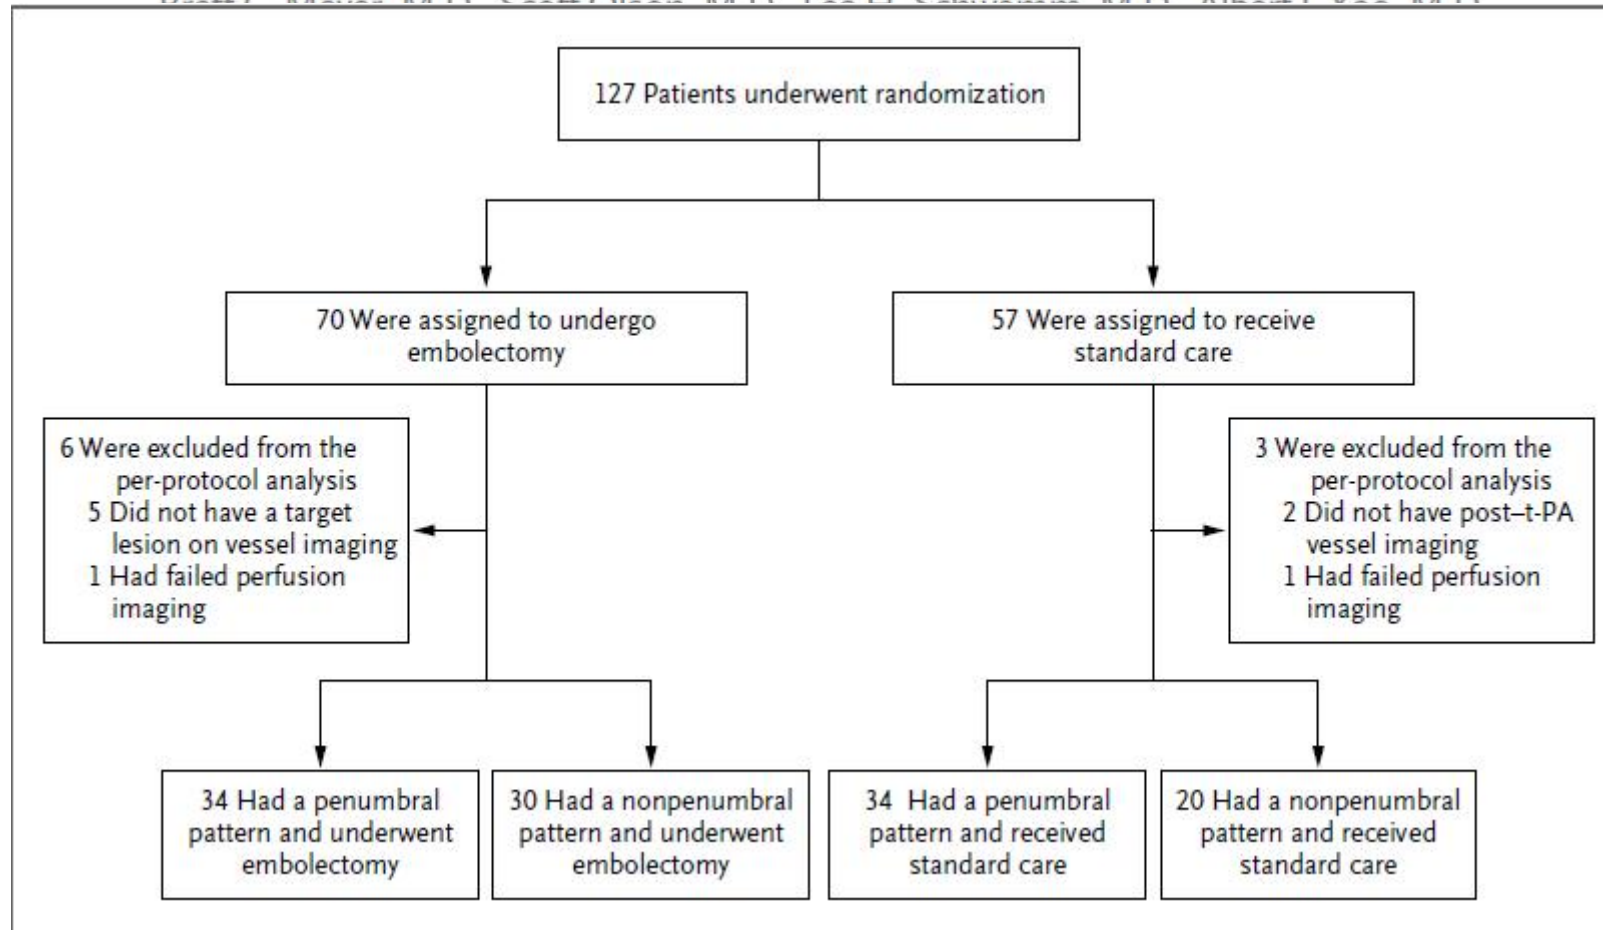 127 Patients underwent randomization
70 Were assigned to undergo
embolectomy
57 Were assigned to receive
standard care
6 Were excluded from the
per-protocol analysis
5 Did not have a target
lesion on vessel imaging
1 Had failed perfusion
imaging
3 Were excluded from the
per-protocol analysis
2 Did not have post–t-PA
vessel imaging
1 Had failed perfusion
imaging
34 Had a penumbral
pattern and underwent
embolectomy
30 Had a nonpenumbral
pattern and underwent
embolectomy
34 Had a penumbral
pattern and received
standard care
20 Had a nonpenumbral
pattern and received
standard care